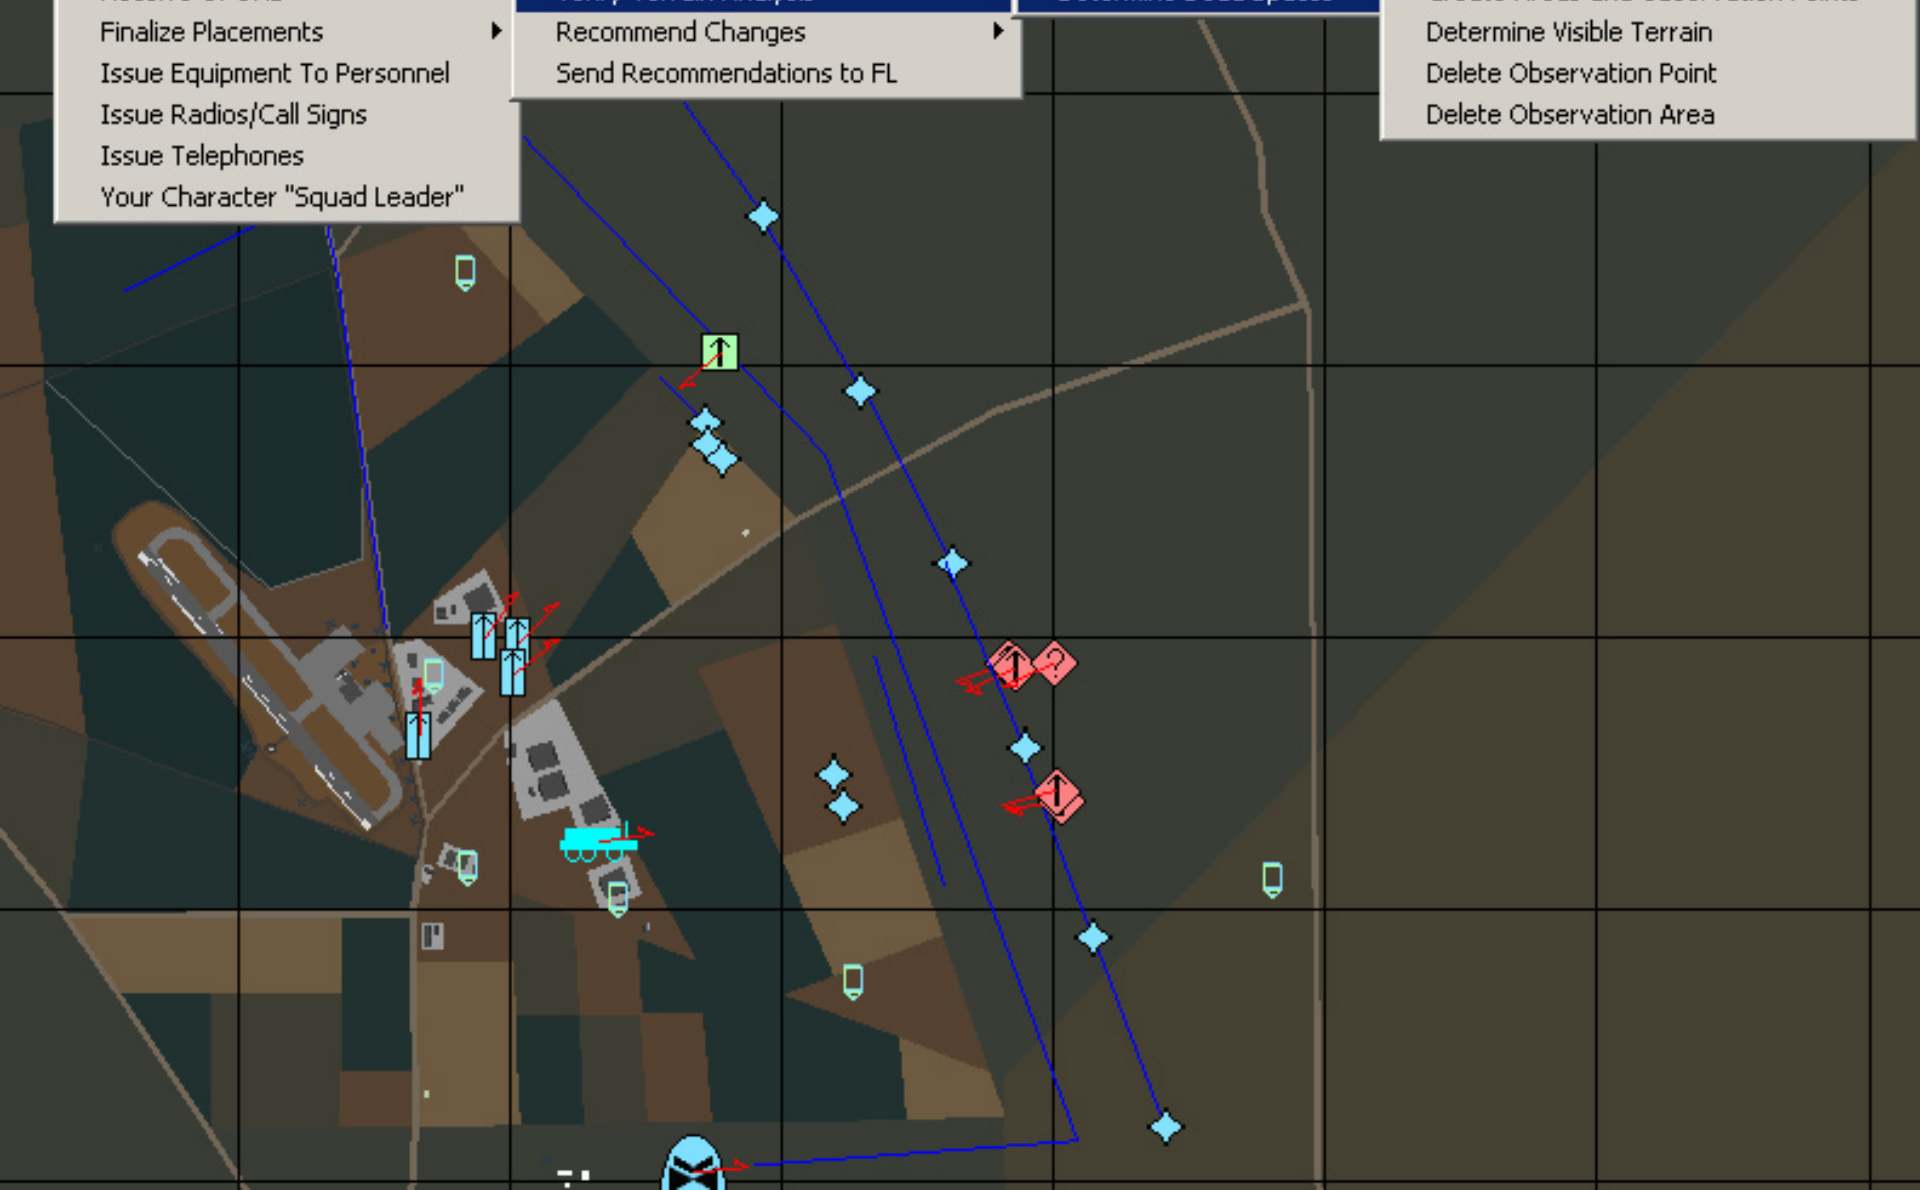 Finalize Placements
Issue Equipment To Personnel
Issue Radios/Call Signs
Issue Telephones
Your Character "Squad Leader"
Recommend Changes
Send Recommendations to FL
Determine Visible Terrain
Delete Observation Point
Delete Observation Area
?